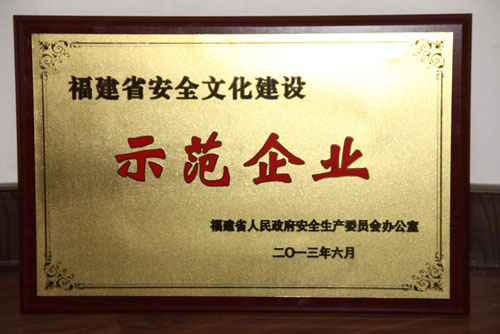 福建省安全文化建设
示范企业
福建省人民政府安全生产委员会办公室
二〇一三年六月